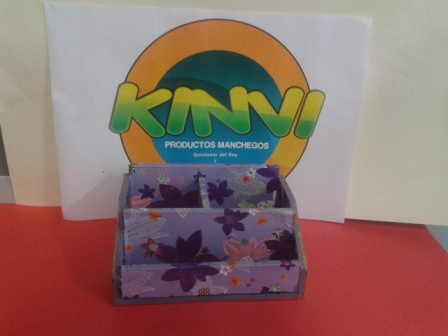 KINVI
PRODUCTOS MANCHEGOS
Quintanar del Rey
y